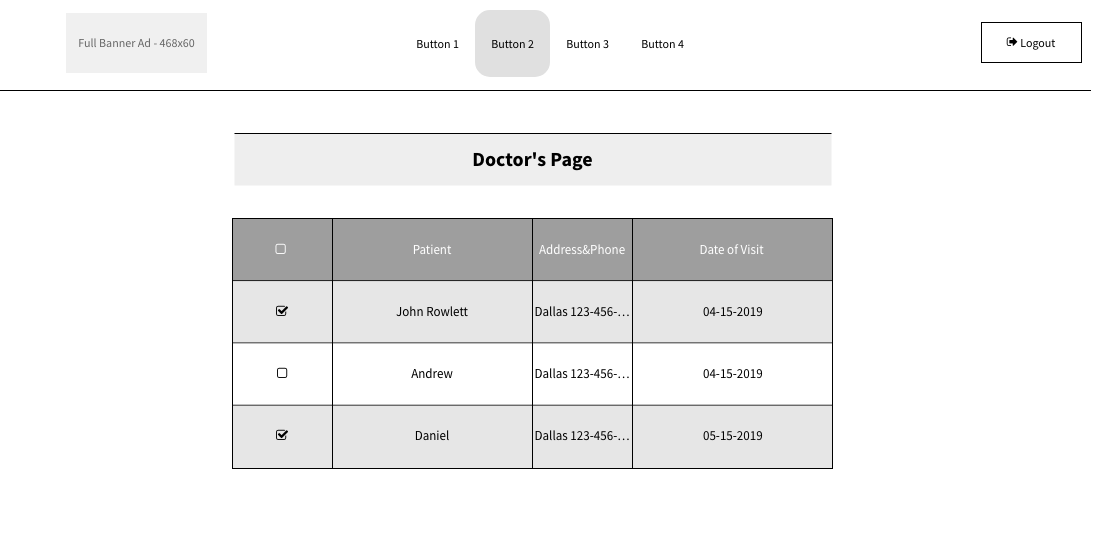 Full Banner Ad - 468x60
Button 1
Button 2
Button 3
Button 4
Logout
Doctor's Page
Patient Address&Phone Date of Visit
John Rowlett Dallas 123-456-... 04-15-2019
Andrew Dallas 123-456-... 04-15-2019
Daniel Dallas 123-456-... 05-15-2019